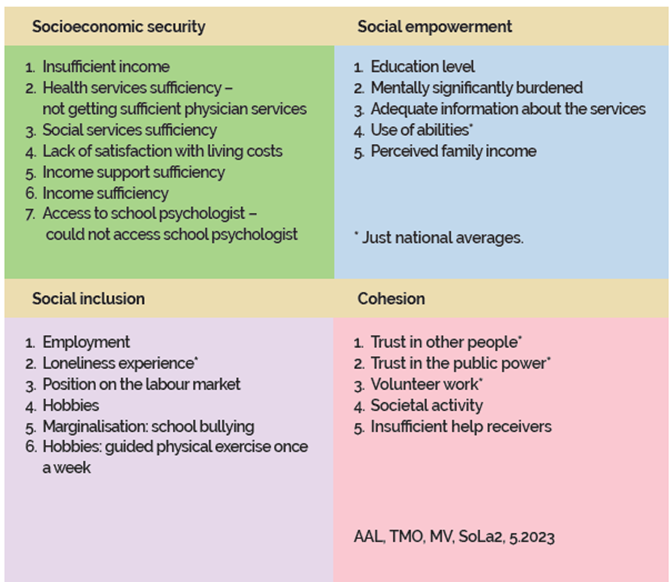 Socioeconomic security
1. Insufficient income
2. Health services sufficiency –
not getting sufficient physician services
3. Social services sufficiency
4. Lack of satisfaction with living costs
5. Income support sufficiency
6. Income sufficiency
7. Access to school psychologist –
could not access school psychologist
Social empowerment
1. Education level
2. Mentally significantly burdened
3. Adequate information about the services
4. Use of abilities*
5. Perceived family income
* Just national averages.
Social inclusion
1. Employment
2. Loneliness experience*
3. Position on the labour market
4. Hobbies
5. Marginalisation: school bullying
6. Hobbies: guided physical exercise once
a week
Cohesion
1. Trust in other people*
2. Trust in the public power*
3. Volunteer work*
4. Societal activity
5. Insufficient help receivers
AAL, TMO, MV, SoLa2, 5.2023